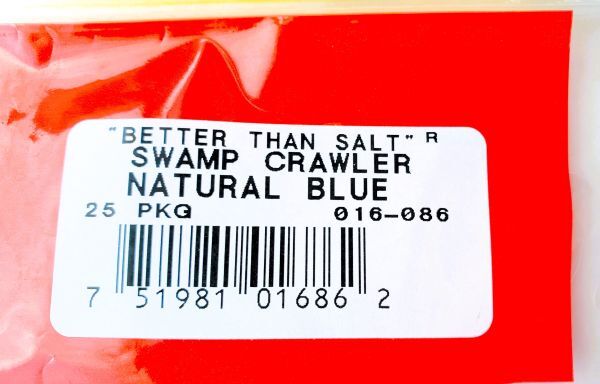 "BETTER THAN SALT" R
SWAMP CRAWLER
NATURAL BLUE
25 PKG 016-086
7 51981 01686 2